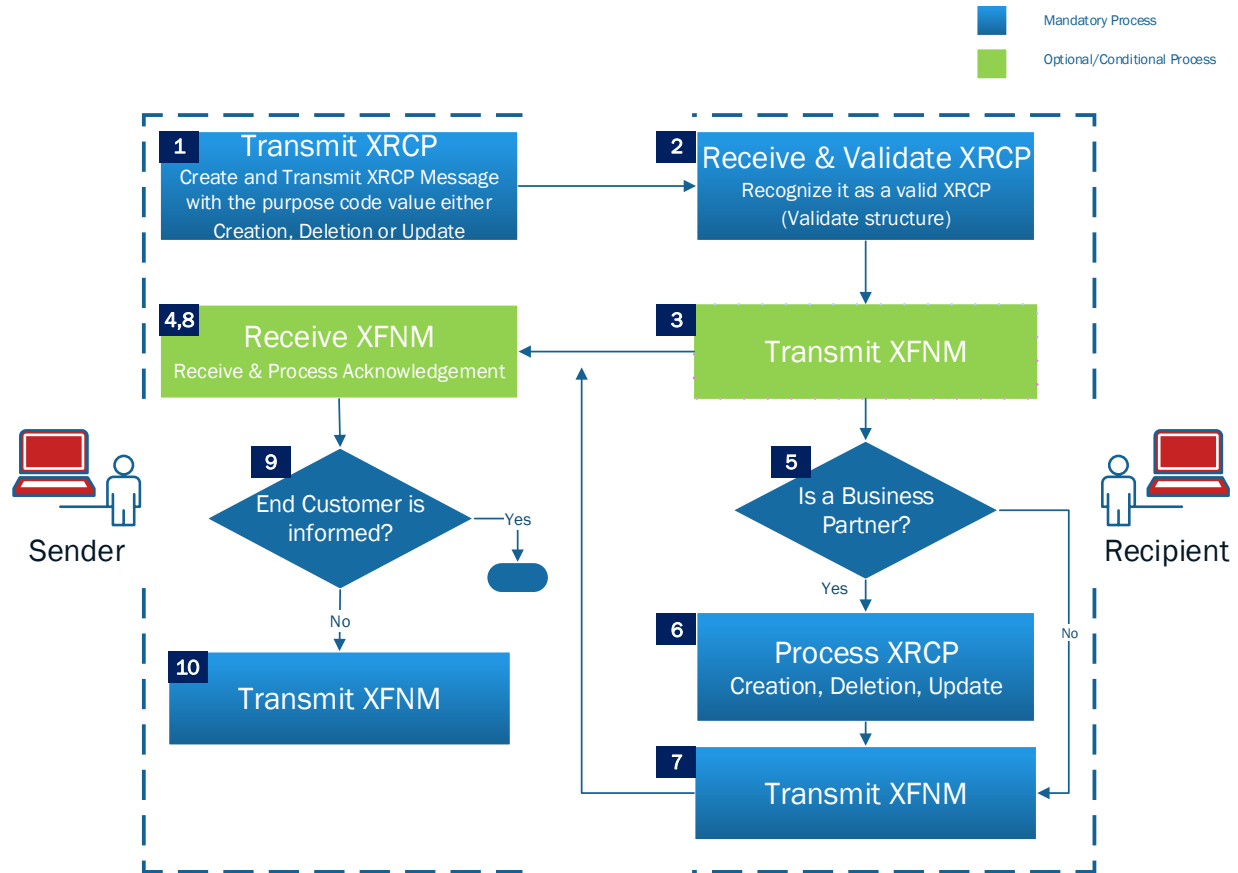 Mandatory Process
Optional/Conditional Process
1
Transmit XRCP
Create and Transmit XRCP Message
with the purpose code value either
Creation, Deletion or Update
2
Receive & Validate XRCP
Recognize it as a valid XRCP
(Validate structure)
4,8
Receive XFNM
Receive & Process Acknowledgement
3
Transmit XFNM
9
End Customer is
informed?
Yes
No
5
Is a Business
Partner?
Yes
No
Sender
Recipient
10
Transmit XFNM
6
Process XRCP
Creation, Deletion, Update
7
Transmit XFNM